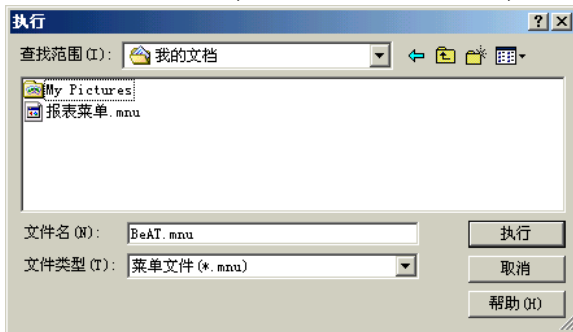 执行
查找范围(I): 我的文档
My Pictures
报表菜单.mnu
文件名(N): BeAT.mnu 执行
文件类型(T): 菜单文件(*.mnu) 取消
帮助(H)